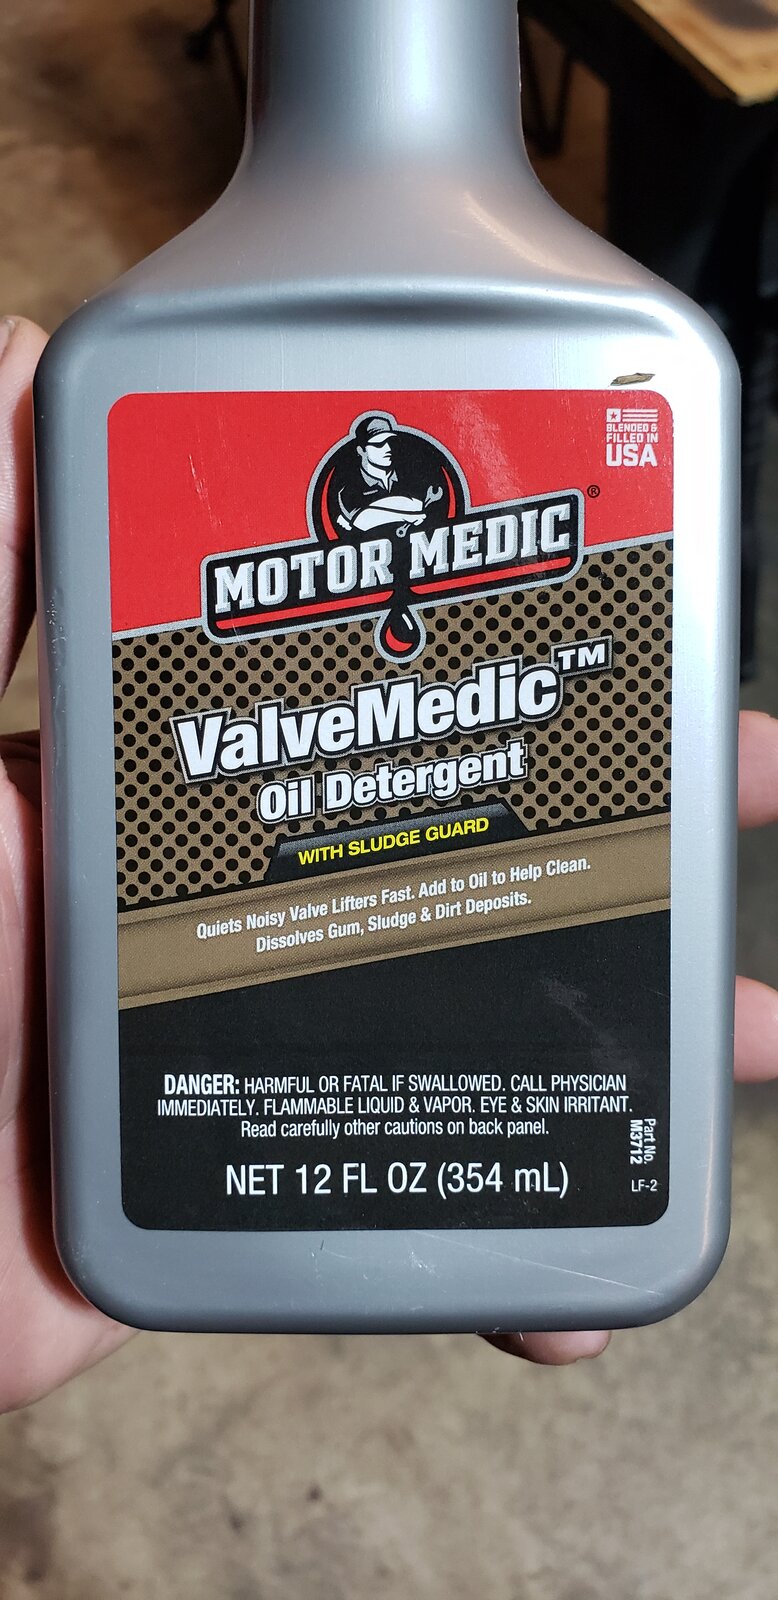 BLENDED &
FILLED IN
USA
MOTOR MEDIC®
ValveMedic™
Oil Detergent
WITH SLUDGE GUARD
Quiets Noisy Valve Lifters Fast. Add to Oil to Help Clean.
Dissolves Gum, Sludge & Dirt Deposits.
DANGER: HARMFUL OR FATAL IF SWALLOWED. CALL PHYSICIAN
IMMEDIATELY. FLAMMABLE LIQUID & VAPOR. EYE & SKIN IRRITANT.
Read carefully other cautions on back panel.
Part No.
M3712
NET 12 FL OZ (354 mL)
LF-2